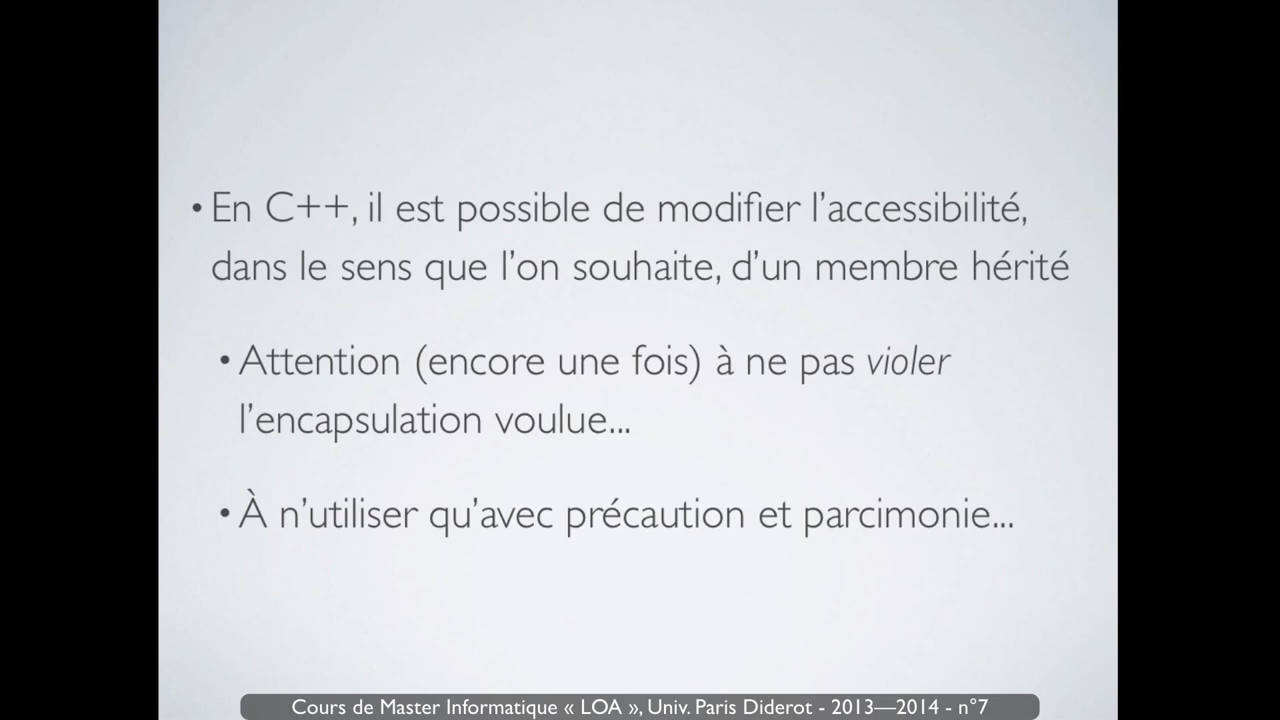 • En C++, il est possible de modifier l’accessibilité,
dans le sens que l’on souhaite, d’un membre hérité
• Attention (encore une fois) à ne pas violer
l’encapsulation voulue...
• À n’utiliser qu’avec précaution et parcimonie...
Cours de Master Informatique « LOA », Univ. Paris Diderot - 2013—2014 - n°7